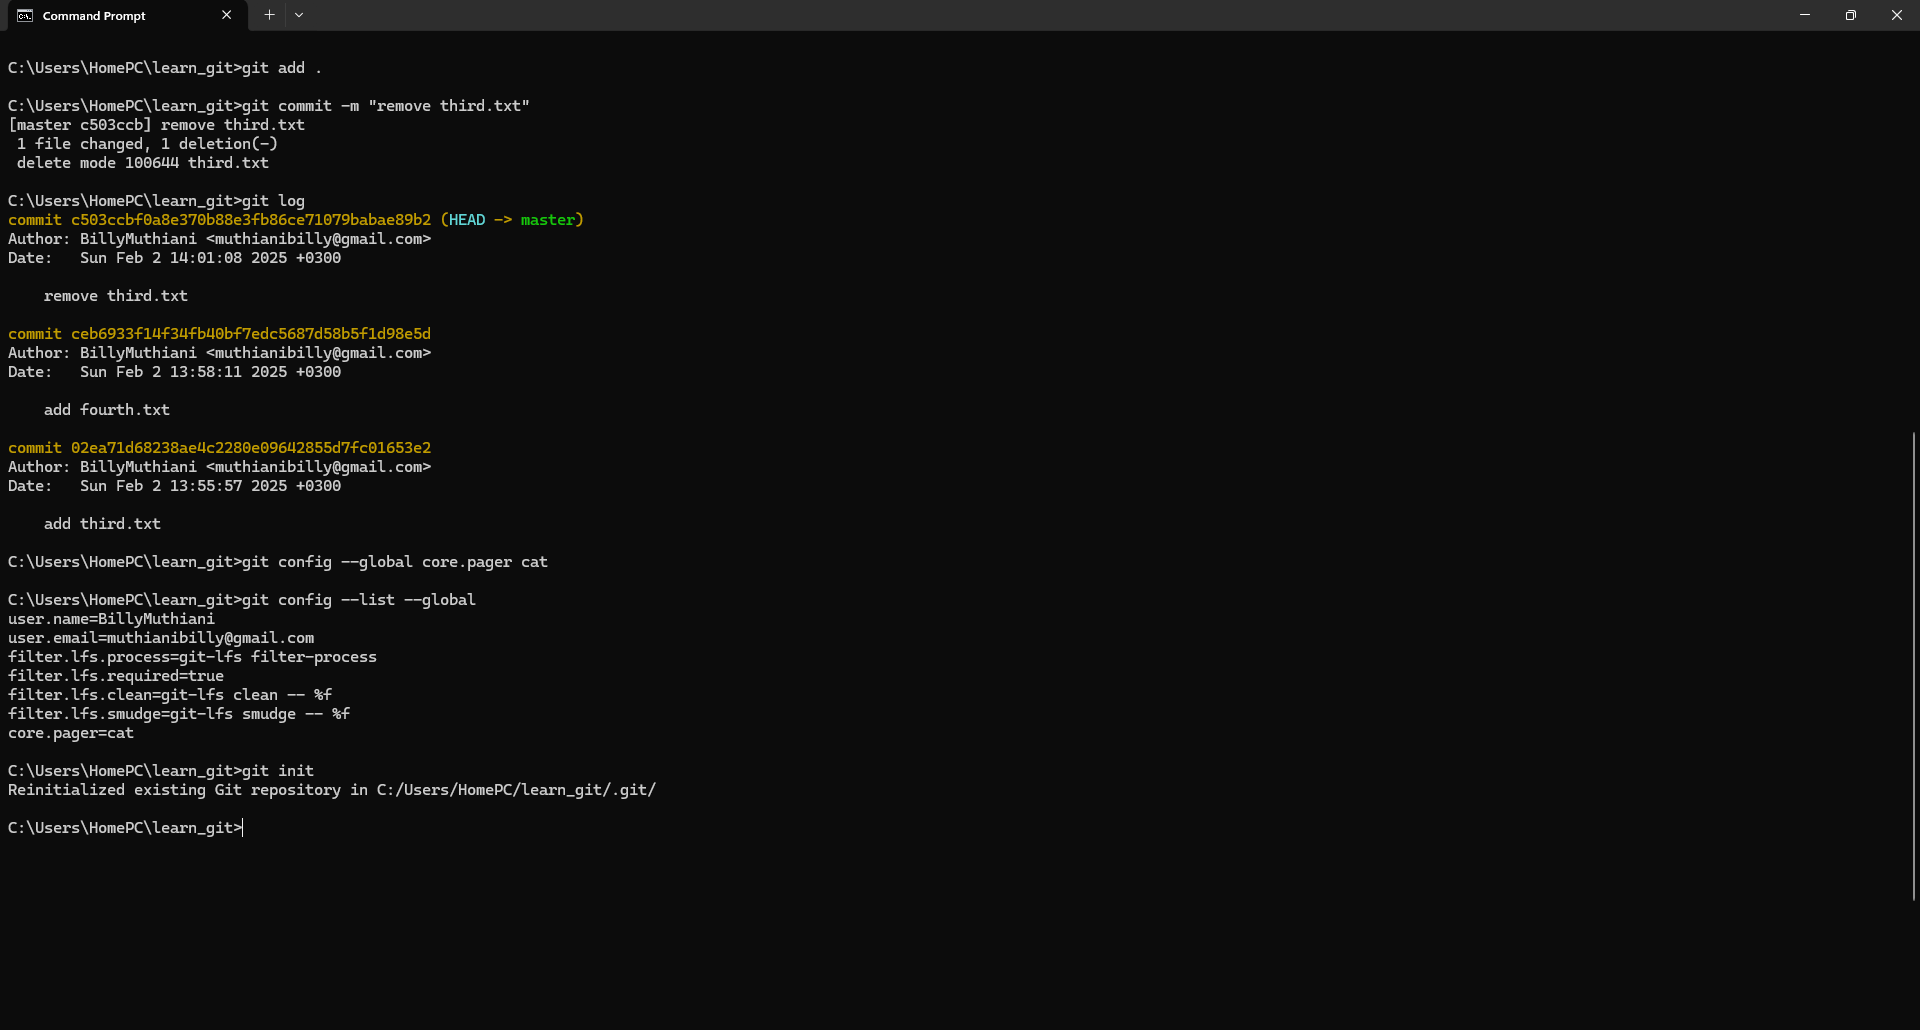 Command Prompt
C:\Users\HomePC\learn_git>git add .
C:\Users\HomePC\learn_git>git commit -m "remove third.txt"
[master c503ccb] remove third.txt
 1 file changed, 1 deletion(-)
 delete mode 100644 third.txt
C:\Users\HomePC\learn_git>git log
commit c503ccbf0a8e370b88e3fb86ce71079babae89b2 (HEAD -> master)
Author: BillyMuthiani <muthianibilly@gmail.com>
Date:   Sun Feb 2 14:01:08 2025 +0300
    remove third.txt
commit ceb6933f14f34fb40bf7edc5687d58b5f1d98e5d
Author: BillyMuthiani <muthianibilly@gmail.com>
Date:   Sun Feb 2 13:58:11 2025 +0300
    add fourth.txt
commit 02ea71d68238ae4c2280e09642855d7fc01653e2
Author: BillyMuthiani <muthianibilly@gmail.com>
Date:   Sun Feb 2 13:55:57 2025 +0300
    add third.txt
C:\Users\HomePC\learn_git>git config --global core.pager cat
C:\Users\HomePC\learn_git>git config --list --global
user.name=BillyMuthiani
user.email=muthianibilly@gmail.com
filter.lfs.process=git-lfs filter-process
filter.lfs.required=true
filter.lfs.clean=git-lfs clean -- %f
filter.lfs.smudge=git-lfs smudge -- %f
core.pager=cat
C:\Users\HomePC\learn_git>git init
Reinitialized existing Git repository in C:/Users/HomePC/learn_git/.git/
C:\Users\HomePC\learn_git>